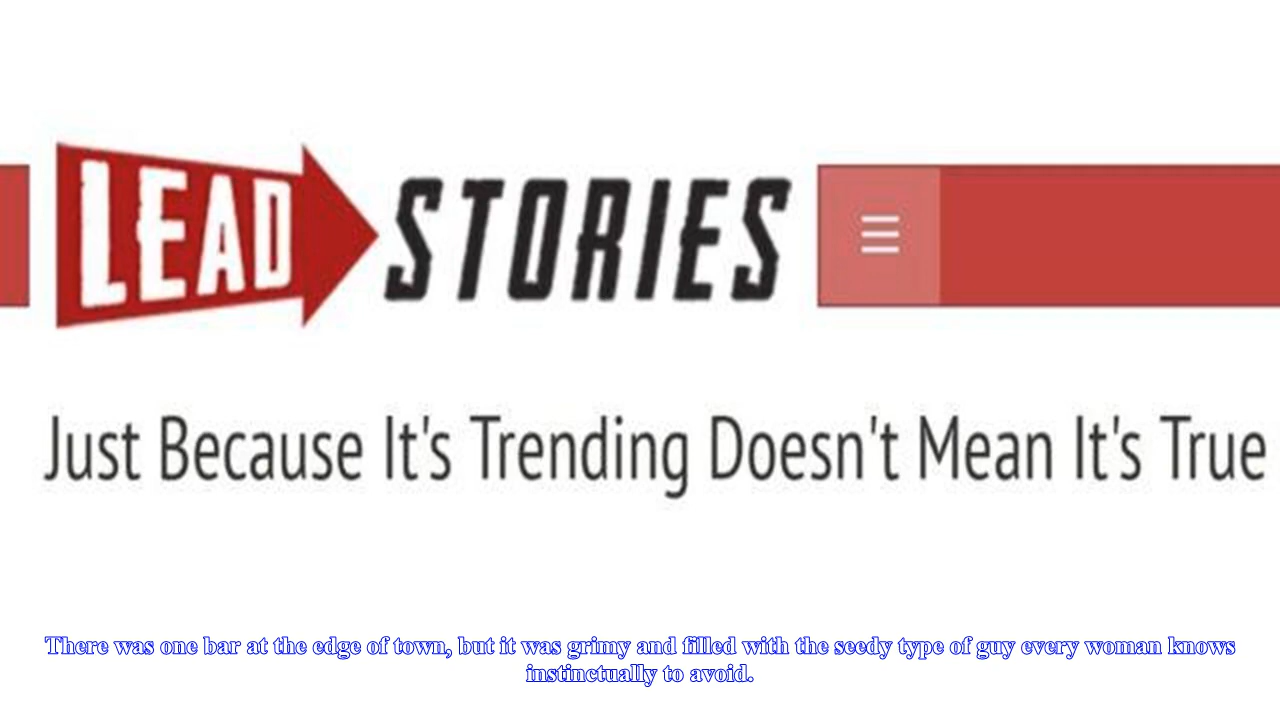 LEAD STORIES
Just Because It's Trending Doesn't Mean It's True
There was one bar at the edge of town, but it was grimy and filled with the seedy type of guy every woman knows
instinctually to avoid.